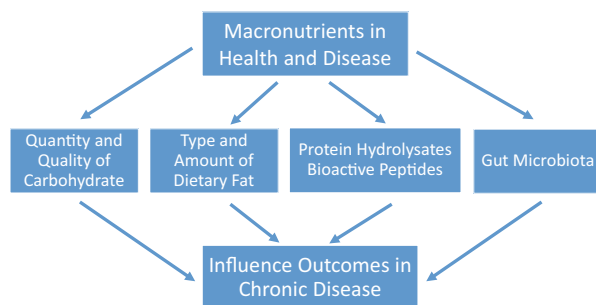 Macronutrients in
Health and Disease
Quantity and
Quality of
Carbohydrate
Type and
Amount of
Dietary Fat
Protein Hydrolysates
Bioactive Peptides
Gut Microbiota
Influence Outcomes in
Chronic Disease